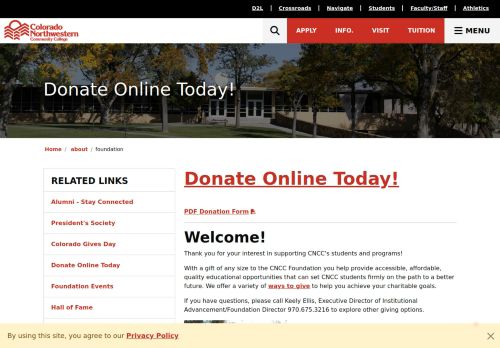 D2L | Crossroads | Navigate | Students | Faculty/Staff | Athletics
Colorado
Northwestern
Community College
APPLY INFO. VISIT TUITION MENU
Donate Online Today!
Home / about / foundation
RELATED LINKS
Alumni - Stay Connected
President's Society
Colorado Gives Day
Donate Online Today
Foundation Events
Hall of Fame
Donate Online Today!
PDF Donation Form
Welcome!
Thank you for your interest in supporting CNCC's students and programs!
With a gift of any size to the CNCC Foundation you help provide accessible, affordable,
quality educational opportunities that can set CNCC students firmly on the path to a better
future. We offer a variety of ways to give to help you achieve your charitable goals.
If you have questions, please call Keely Ellis, Executive Director of Institutional
Advancement/Foundation Director 970.675.3216 to explore other giving options.
By using this site, you agree to our Privacy Policy